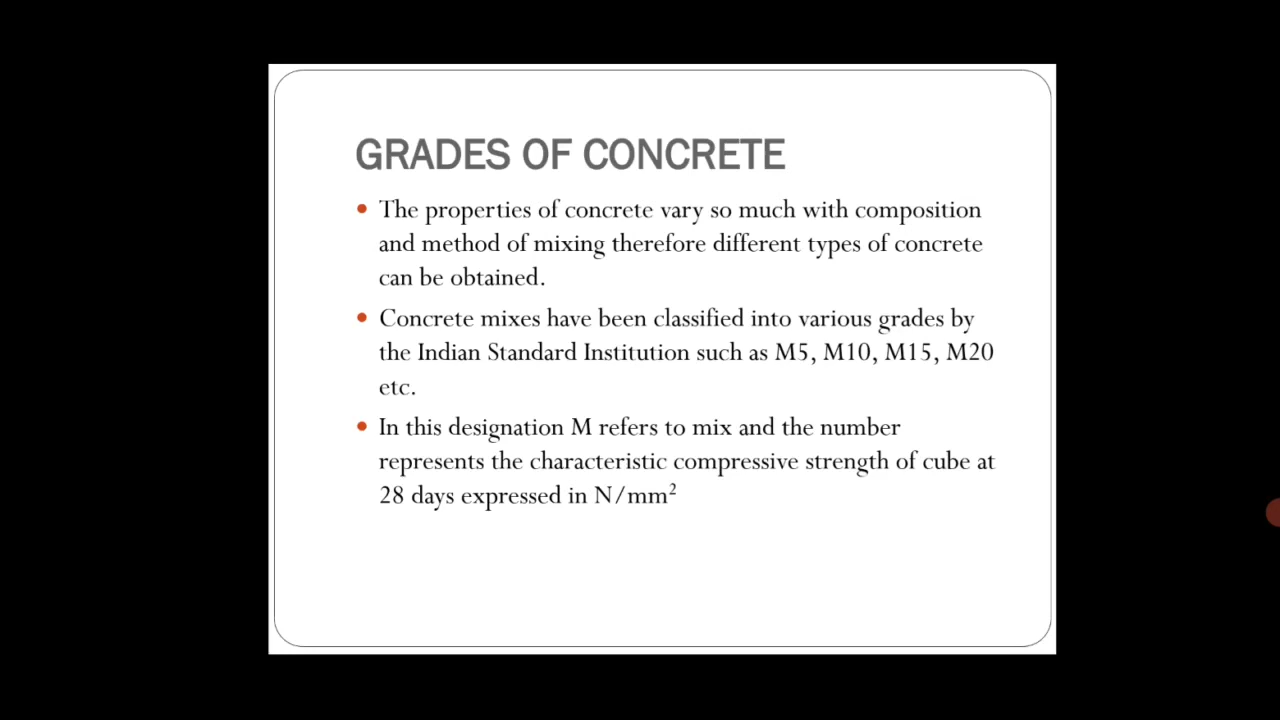 GRADES OF CONCRETE
• The properties of concrete vary so much with composition
and method of mixing therefore different types of concrete
can be obtained.
• Concrete mixes have been classified into various grades by
the Indian Standard Institution such as M5, M10, M15, M20
etc.
• In this designation M refers to mix and the number
represents the characteristic compressive strength of cube at
28 days expressed in N/mm²